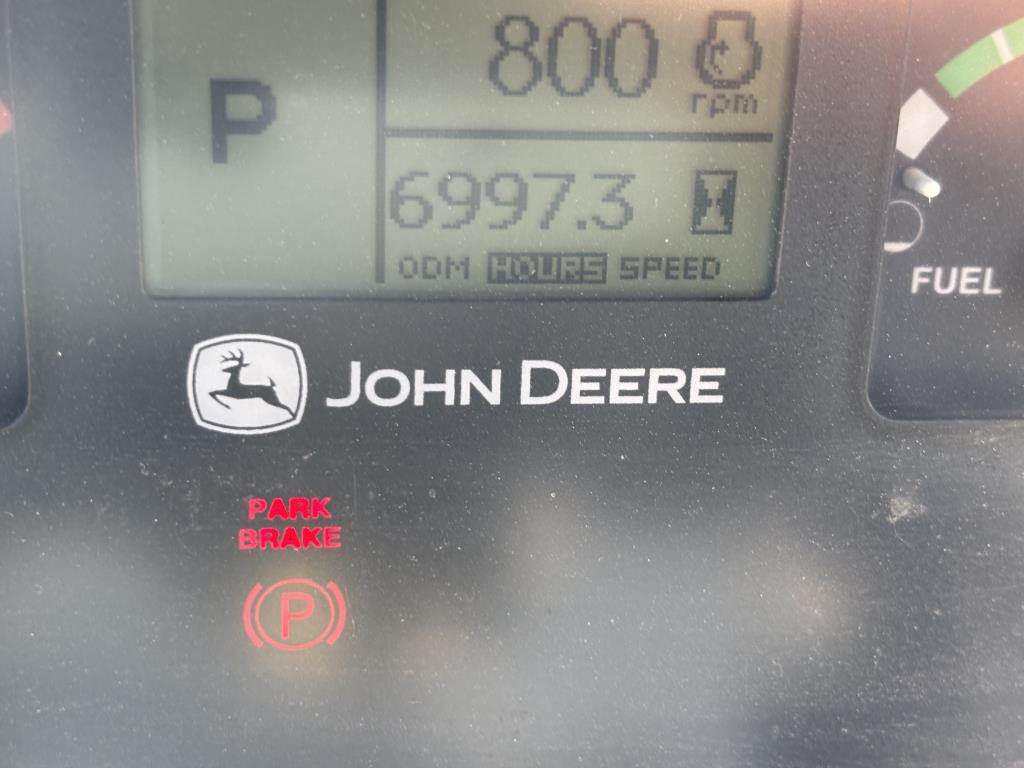 P
800
rpm
6997.3
ODM HOURS SPEED
FUEL
JOHN DEERE
PARK
BRAKE
P